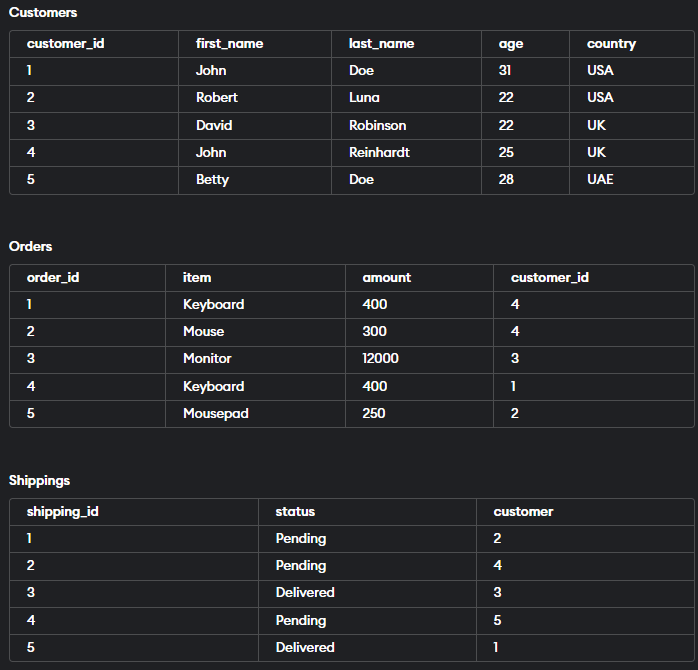 Customers
customer_id first_name last_name age country
1 John Doe 31 USA
2 Robert Luna 22 USA
3 David Robinson 22 UK
4 John Reinhardt 25 UK
5 Betty Doe 28 UAE
Orders
order_id item amount customer_id
1 Keyboard 400 4
2 Mouse 300 4
3 Monitor 12000 3
4 Keyboard 400 1
5 Mousepad 250 2
Shippings
shipping_id status customer
1 Pending 2
2 Pending 4
3 Delivered 3
4 Pending 5
5 Delivered 1